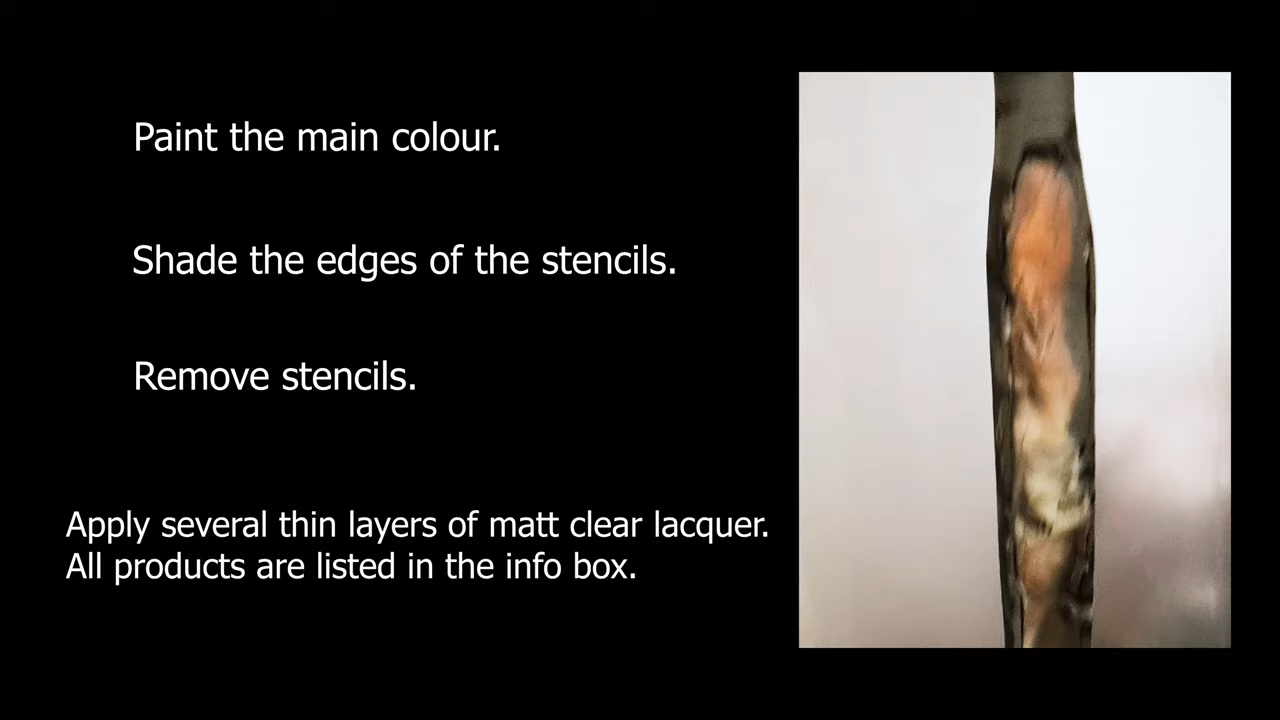 Paint the main colour.
Shade the edges of the stencils.
Remove stencils.
Apply several thin layers of matt clear lacquer.
All products are listed in the info box.